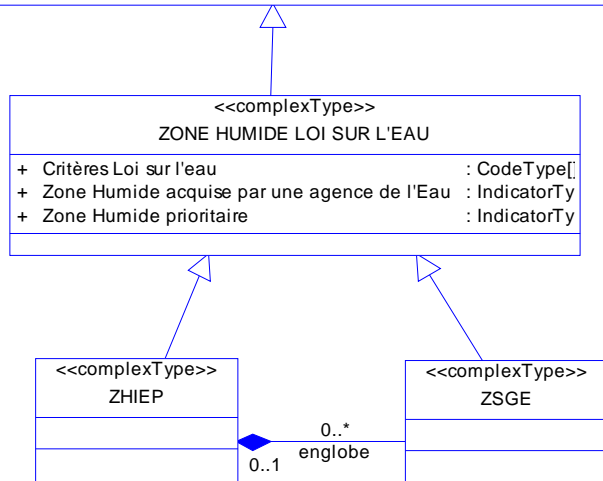 <<complexType>>
ZONE HUMIDE LOI SUR L'EAU
+ Critères Loi sur l'eau : CodeType[]
+ Zone Humide acquise par une agence de l'Eau : IndicatorTy
+ Zone Humide prioritaire : IndicatorTy
<<complexType>>
ZHIEP
<<complexType>>
ZSGE
0..*
englobe
0..1